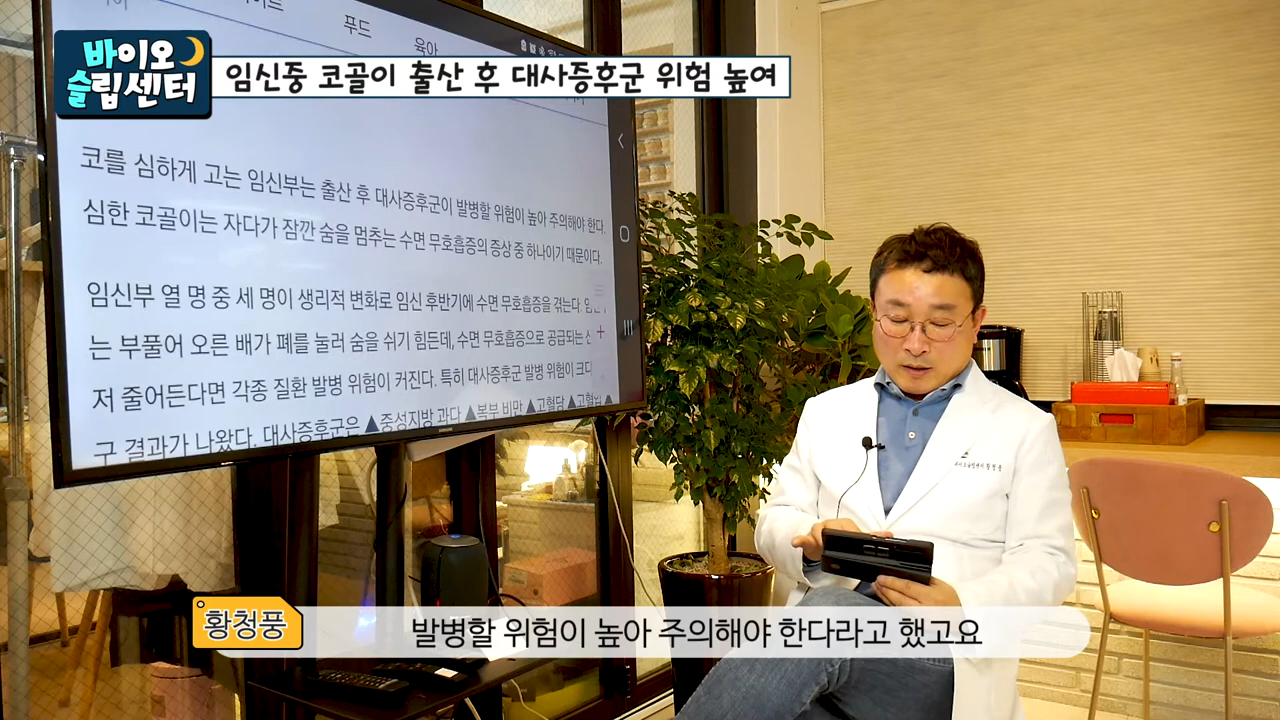 바이오
슬립센터
임신중 코골이 출산 후 대사증후군 위험 높여
푸드
육아
코를 심하게 고는 임신부는 출산 후 대사증후군이 발병할 위험이 높아 주의해야 한다.
심한 코골이는 자다가 잠깐 숨을 멈추는 수면 무호흡증의 증상 중 하나이기 때문이다.
임신부 열 명 중 세 명이 생리적 변화로 임신 후반기에 수면 무호흡증을 겪는다.
는 부풀어 오른 배가 폐를 눌러 숨을 쉬기 힘든데, 수면 무호흡증으로 공급되는
저 줄어든다면 각종 질환 발병 위험이 커진다. 특히 대사증후군 발병 위험이 크다
구 결과가 나왔다. 대사증후군은 ▲중성지방 과다 ▲복부 비만 ▲고혈당 ▲고혈압
SAMSUNG
황청풍
발병할 위험이 높아 주의해야 한다라고 했고요